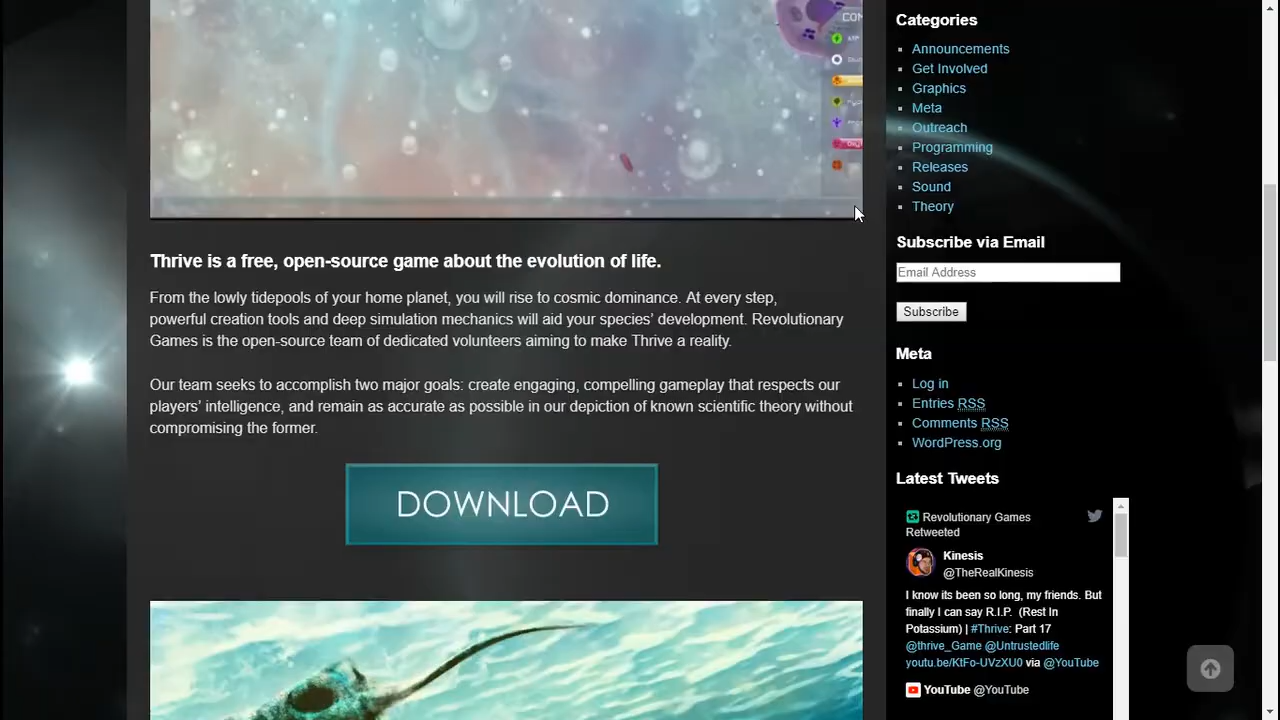 COM
Thrive is a free, open-source game about the evolution of life.
From the lowly tidepools of your home planet, you will rise to cosmic dominance. At every step,
powerful creation tools and deep simulation mechanics will aid your species’ development. Revolutionary
Games is the open-source team of dedicated volunteers aiming to make Thrive a reality.
Our team seeks to accomplish two major goals: create engaging, compelling gameplay that respects our
players’ intelligence, and remain as accurate as possible in our depiction of known scientific theory without
compromising the former.
DOWNLOAD
Categories
Announcements
Get Involved
Graphics
Meta
Outreach
Programming
Releases
Sound
Theory
Subscribe via Email
Email Address
Subscribe
Meta
Log in
Entries RSS
Comments RSS
WordPress.org
Latest Tweets
Revolutionary Games
Retweeted
Kinesis
@TheRealKinesis
I know its been so long, my friends. But
finally I can say R.I.P. (Rest In
Potassium) | #Thrive: Part 17
@thrive_Game @Untrustedlife
youtu.be/KtFo-UVzXU0 via @YouTube
YouTube @YouTube